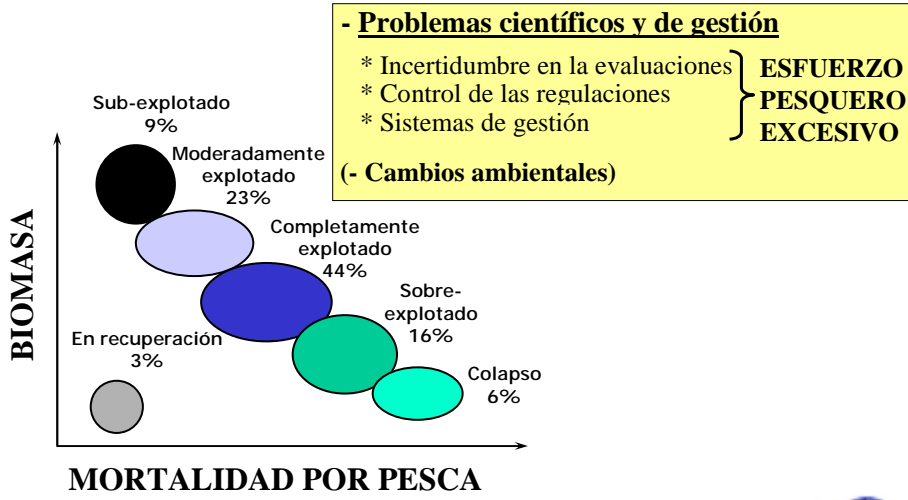 - Problemas científicos y de gestión
* Incertidumbre en la evaluaciones
* Control de las regulaciones
* Sistemas de gestión
ESFUERZO
PESQUERO
EXCESIVO
(- Cambios ambientales)
Sub-explotado
9%
Moderadamente
explotado
23%
Completamente
explotado
44%
Sobre-
explotado
16%
Colapso
6%
En recuperación
3%
BIOMASA
MORTALIDAD POR PESCA